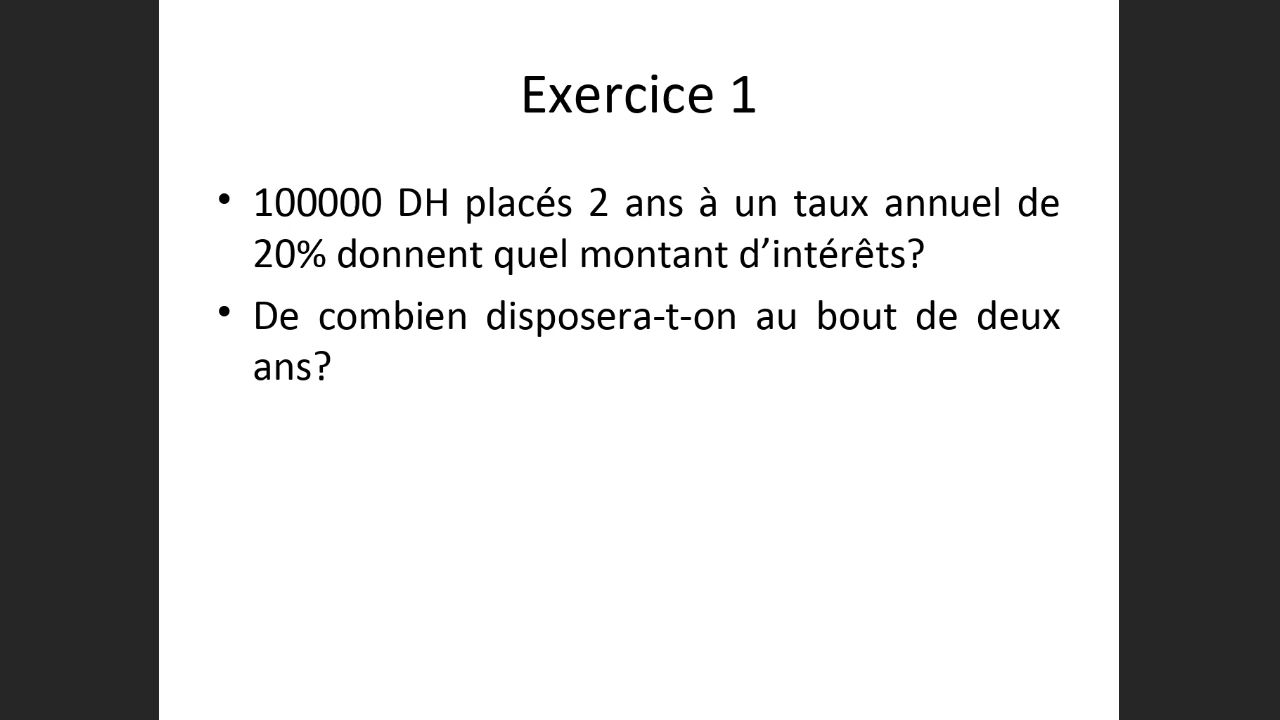 Exercice 1
• 100000 DH placés 2 ans à un taux annuel de
20% donnent quel montant d’intérêts?
• De combien disposera-t-on au bout de deux
ans?